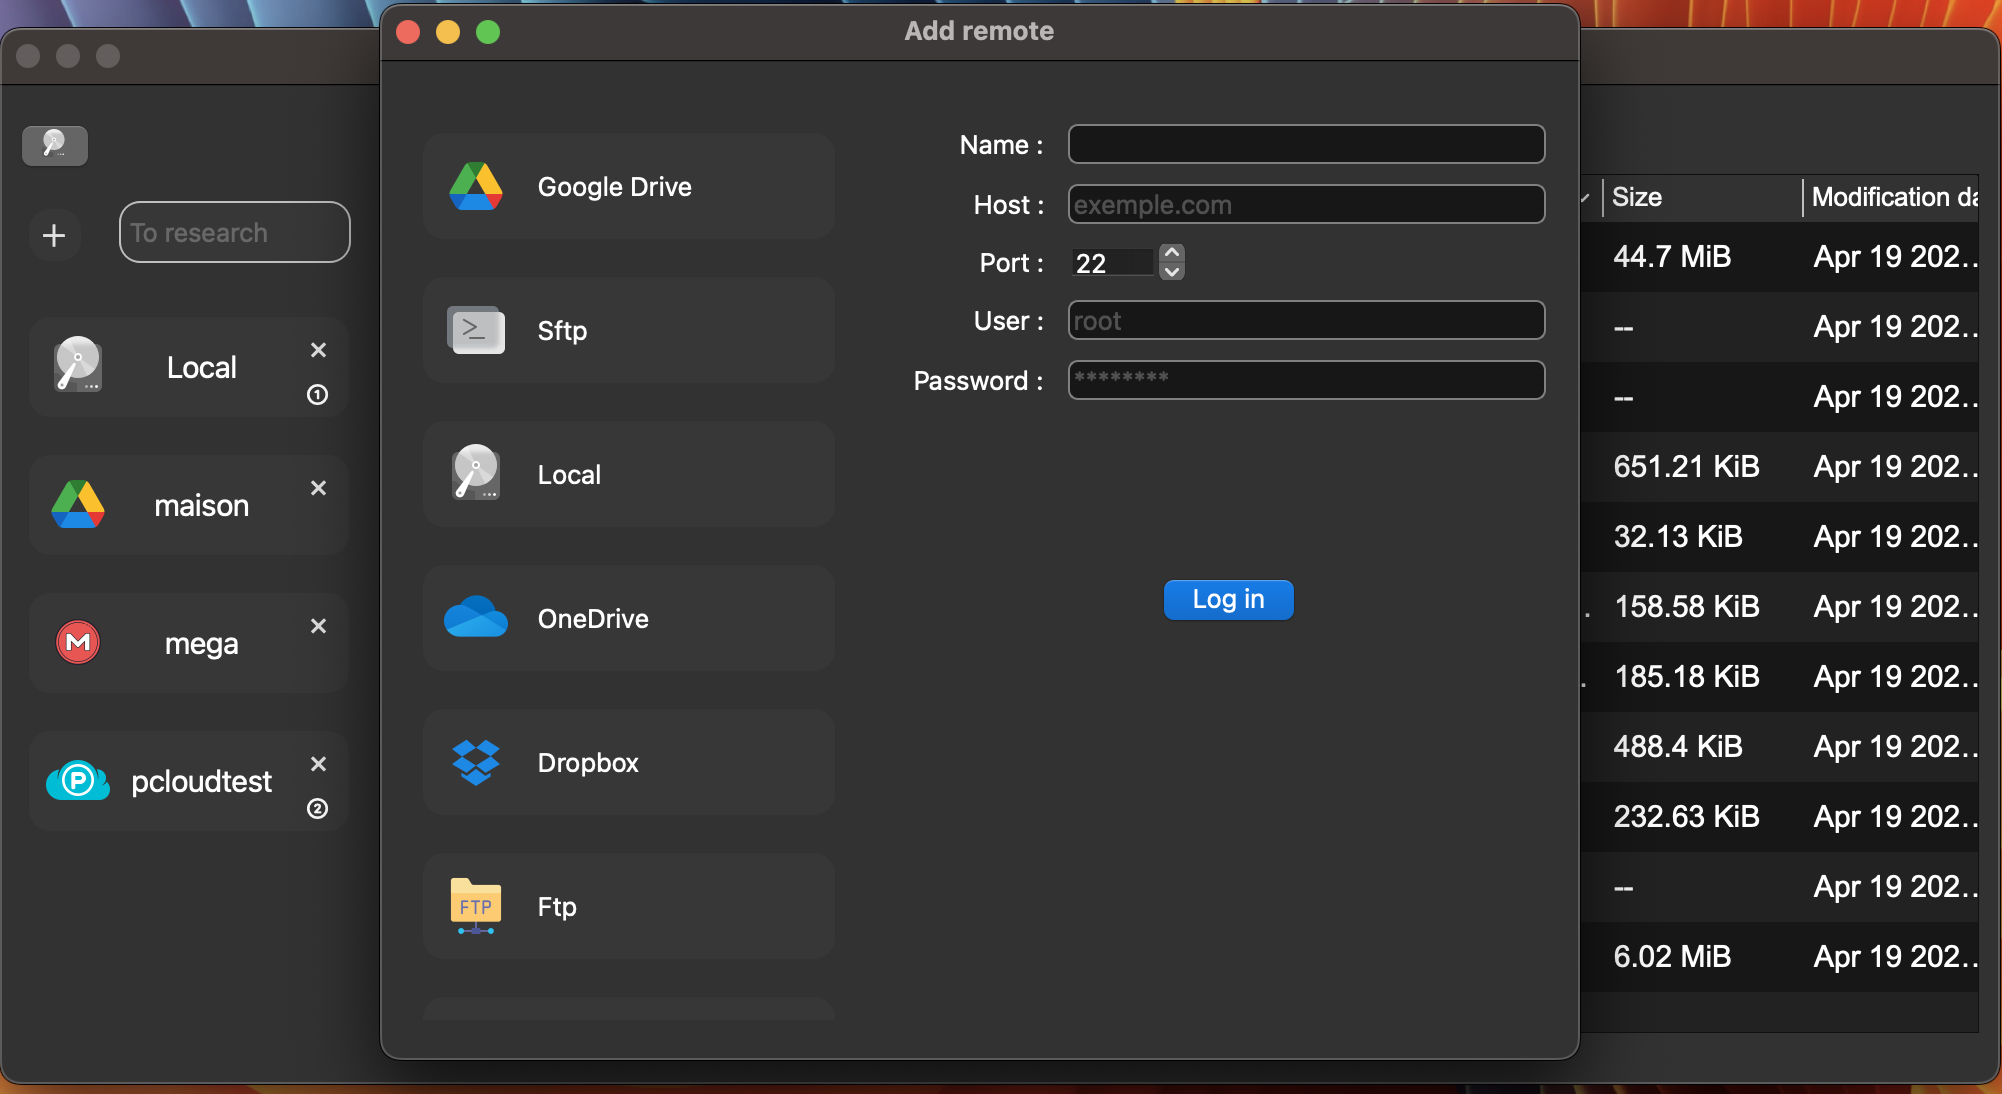 Add remote
To research
Local
1
maison
M
mega
P
pcloudtest
2
Google Drive
Sftp
Local
OneDrive
Dropbox
FTP
Ftp
Name :
Host : exemple.com
Port : 22
User : root
Password : ********
Log in
Size Modification da
44.7 MiB Apr 19 202...
-- Apr 19 202...
-- Apr 19 202...
651.21 KiB Apr 19 202...
32.13 KiB Apr 19 202...
158.58 KiB Apr 19 202...
185.18 KiB Apr 19 202...
488.4 KiB Apr 19 202...
232.63 KiB Apr 19 202...
-- Apr 19 202...
6.02 MiB Apr 19 202...